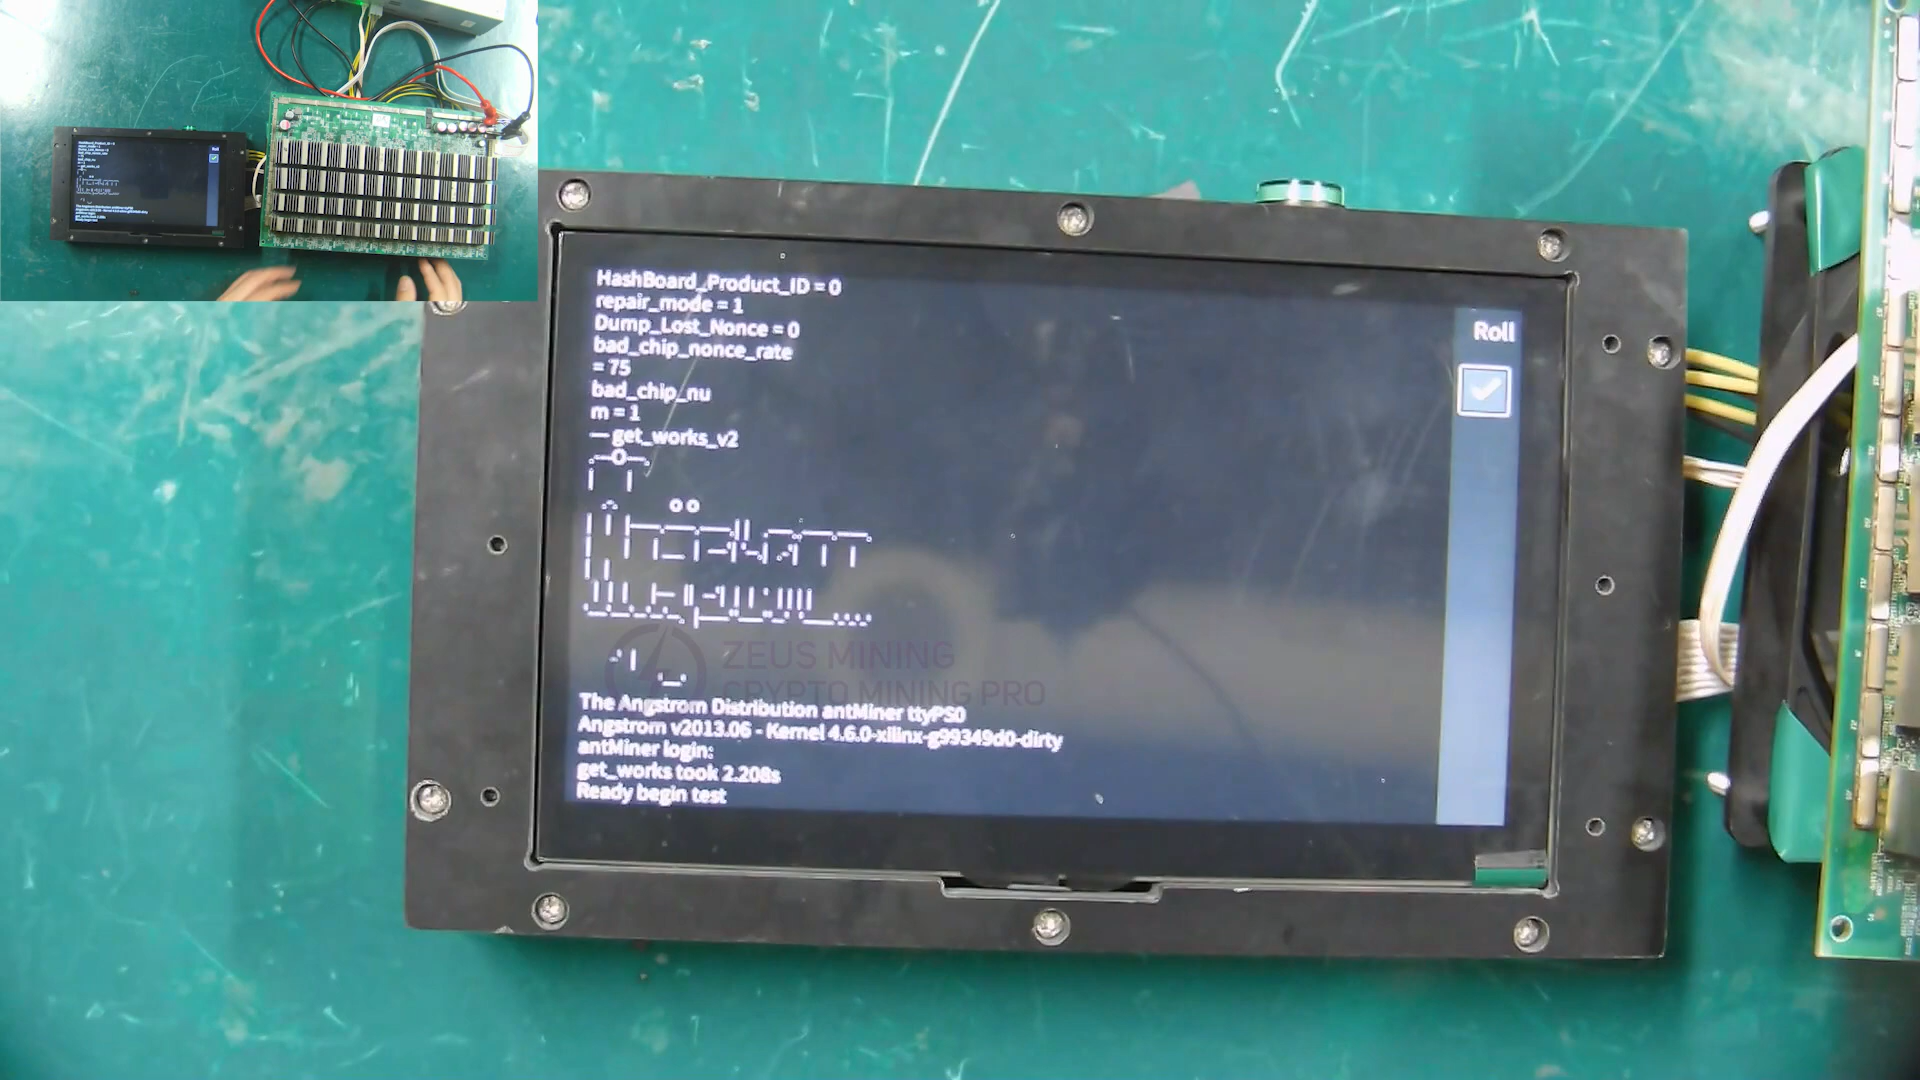 HashBoard_Product_ID = 0
repair_mode = 1
Dump_Lost_Nonce = 0
bad_chip_nonce_rate
= 75
bad_chip_nu
m = 1
— get_works_v2
Roll
ZEUS MINING
CRYPTO MINING PRO
The Angstrom Distribution antMiner ttyPS0
Angstrom v2013.06 - Kernel 4.6.0-xilinx-g99349d0-dirty
antMiner login:
get_works took 2.208s
Ready begin test